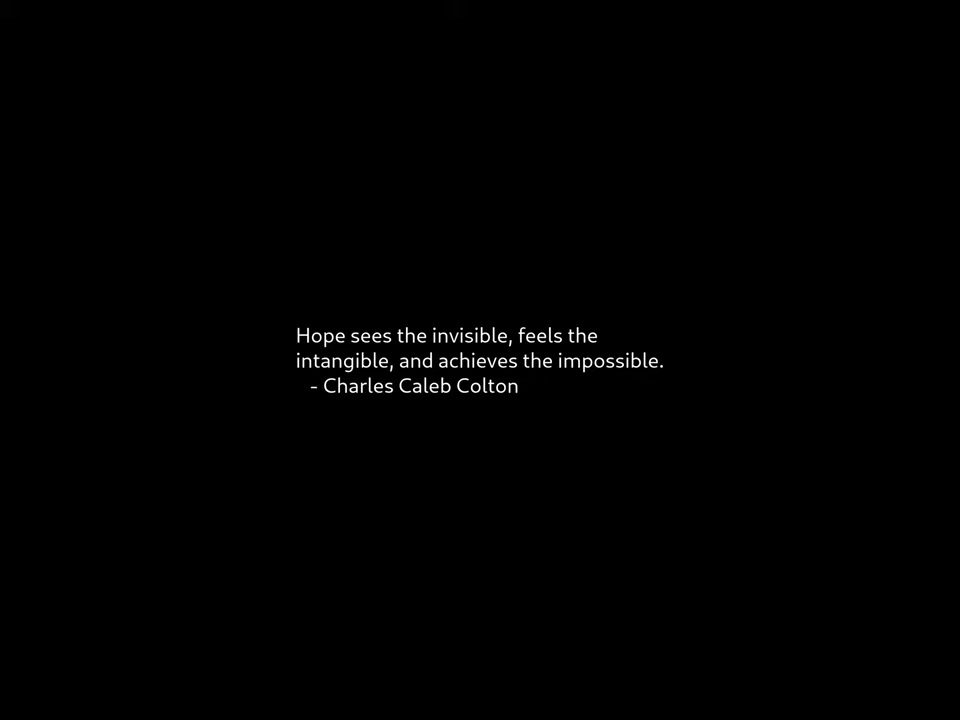 Hope sees the invisible, feels the
intangible, and achieves the impossible.
- Charles Caleb Colton